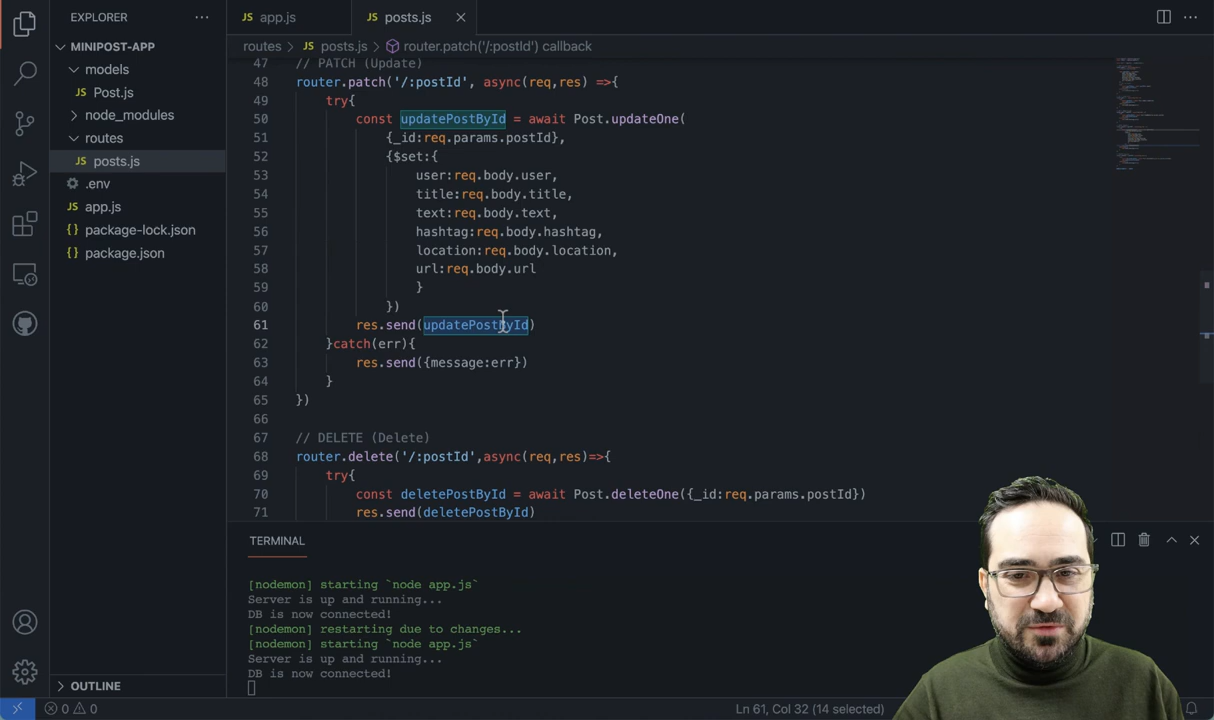 EXPLORER
MINIPOST-APP
models
JS Post.js
node_modules
routes
JS posts.js
.env
JS app.js
{} package-lock.json
{} package.json
OUTLINE
JS app.js
JS posts.js
routes > JS posts.js > router.patch('/:postId') callback
47 // PATCH (Update)
48 router.patch('/:postId', async(req,res) =>{
49 try{
50 const updatePostById = await Post.updateOne(
51 {_id:req.params.postId},
52 {$set:{
53 user:req.body.user,
54 title:req.body.title,
55 text:req.body.text,
56 hashtag:req.body.hashtag,
57 location:req.body.location,
58 url:req.body.url
59 }
60 })
61 res.send(updatePostById)
62 }catch(err){
63 res.send({message:err})
64 }
65 })
66
67 // DELETE (Delete)
68 router.delete('/:postId',async(req,res)=>{
69 try{
70 const deletePostById = await Post.deleteOne({_id:req.params.postId})
71 res.send(deletePostById)
TERMINAL
[nodemon] starting `node app.js`
Server is up and running...
DB is now connected!
[nodemon] restarting due to changes...
[nodemon] starting `node app.js`
Server is up and running...
DB is now connected!
0 0
Ln 61, Col 32 (14 selected)